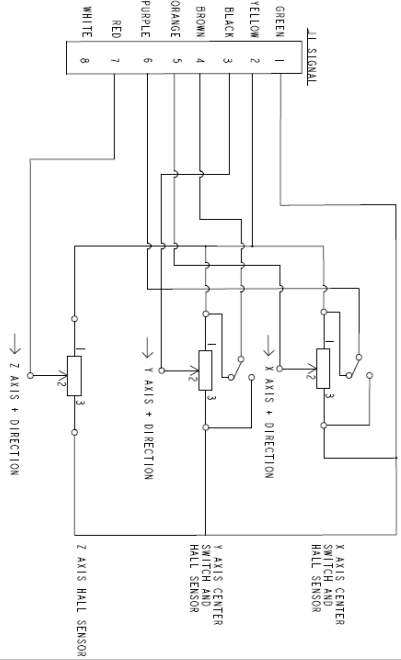 J1 SIGNAL
GREEN 1
YELLOW 2
BLACK 3
BROWN 4
ORANGE 5
PURPLE 6
RED 7
WHITE 8
1
2
3
X AXIS + DIRECTION
X AXIS CENTER
SWITCH AND
HALL SENSOR
1
2
3
Y AXIS + DIRECTION
Y AXIS CENTER
SWITCH AND
HALL SENSOR
1
2
3
Z AXIS + DIRECTION
Z AXIS HALL SENSOR